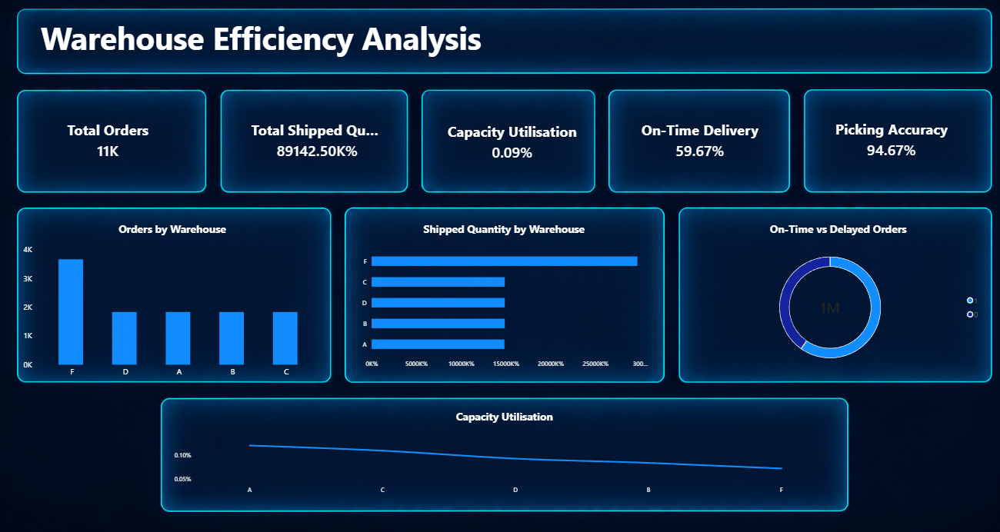 Warehouse Efficiency Analysis
Total Orders
11K
Total Shipped Qu...
89142.50K%
Capacity Utilisation
0.09%
On-Time Delivery
59.67%
Picking Accuracy
94.67%
Orders by Warehouse
4K
3K
2K
1K
0K
F D A B C
Shipped Quantity by Warehouse
F
C
D
B
A
0K% 5000K% 10000K% 15000K% 20000K% 25000K% 300...
On-Time vs Delayed Orders
1M
1
0
Capacity Utilisation
0.10%
0.05%
A C D B F